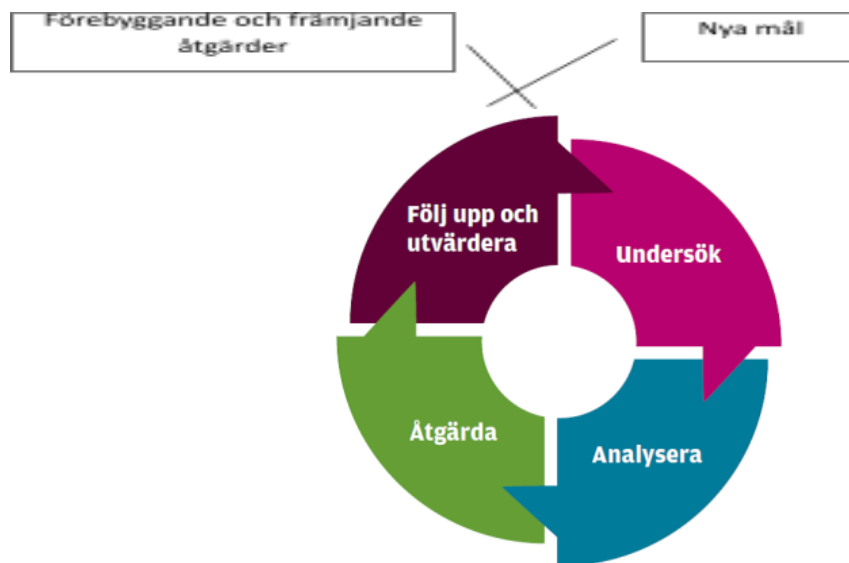 Förebyggande och främjande
åtgärder
Nya mål
Följ upp och
utvärdera
Undersök
Åtgärda
Analysera